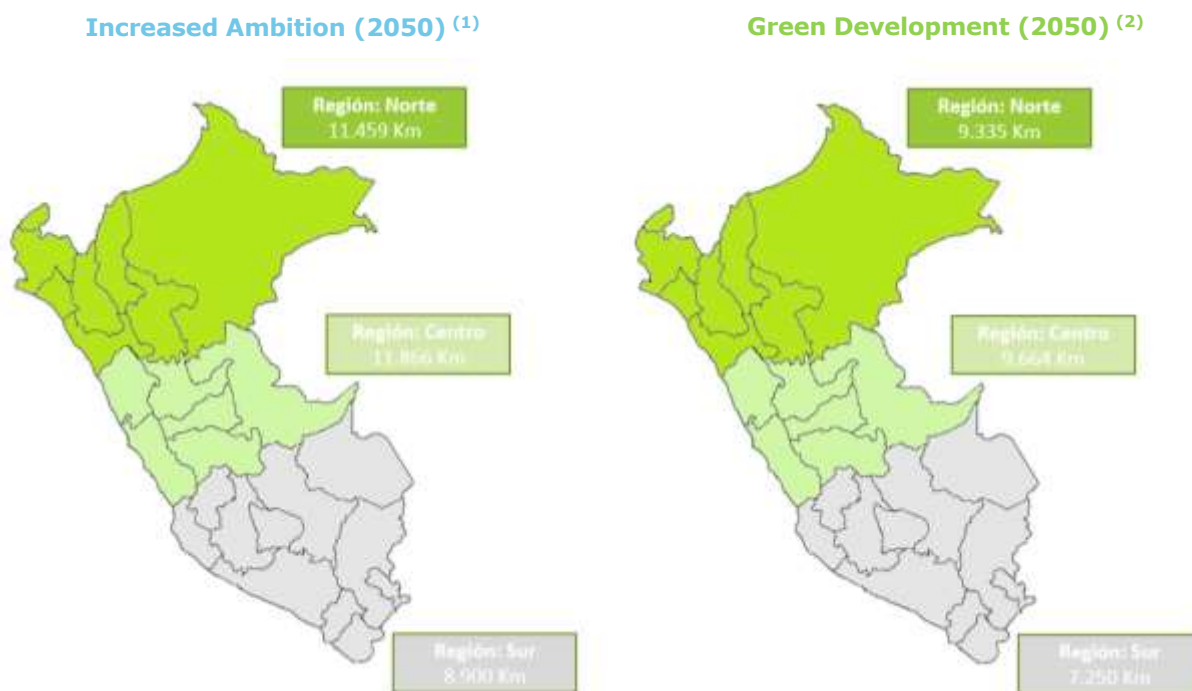 Increased Ambition (2050) (1)
Green Development (2050) (2)
Región: Norte
11.459 Km
Región: Norte
9.335 Km
Región: Centro
11.866 Km
Región: Centro
9.664 Km
Región: Sur
8.900 Km
Región: Sur
7.250 Km